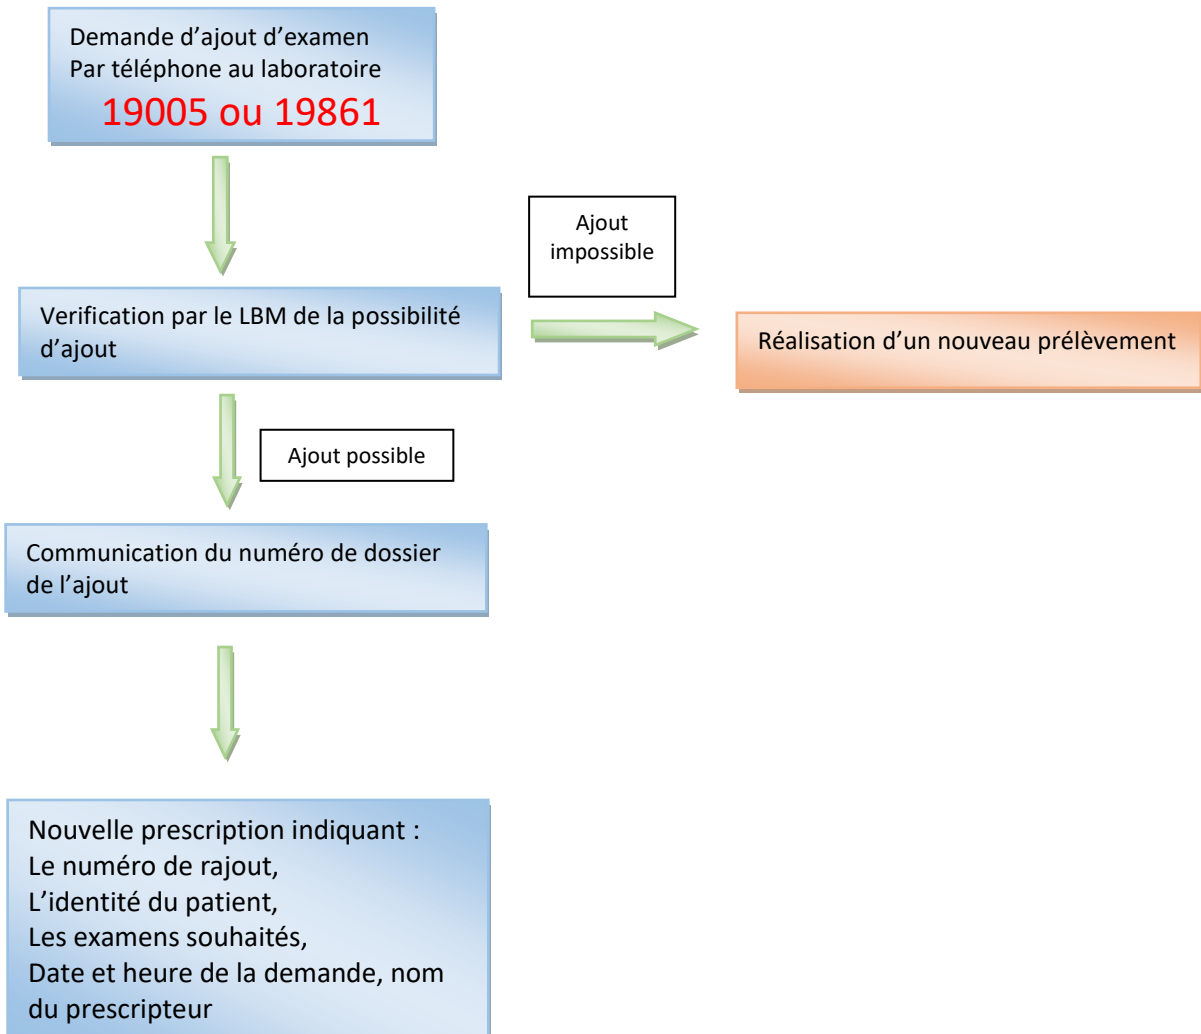 Demande d’ajout d’examen
Par téléphone au laboratoire
19005 ou 19861
Ajout
impossible
Verification par le LBM de la possibilité
d’ajout
Réalisation d’un nouveau prélèvement
Ajout possible
Communication du numéro de dossier
de l’ajout
Nouvelle prescription indiquant :
Le numéro de rajout,
L’identité du patient,
Les examens souhaités,
Date et heure de la demande, nom
du prescripteur